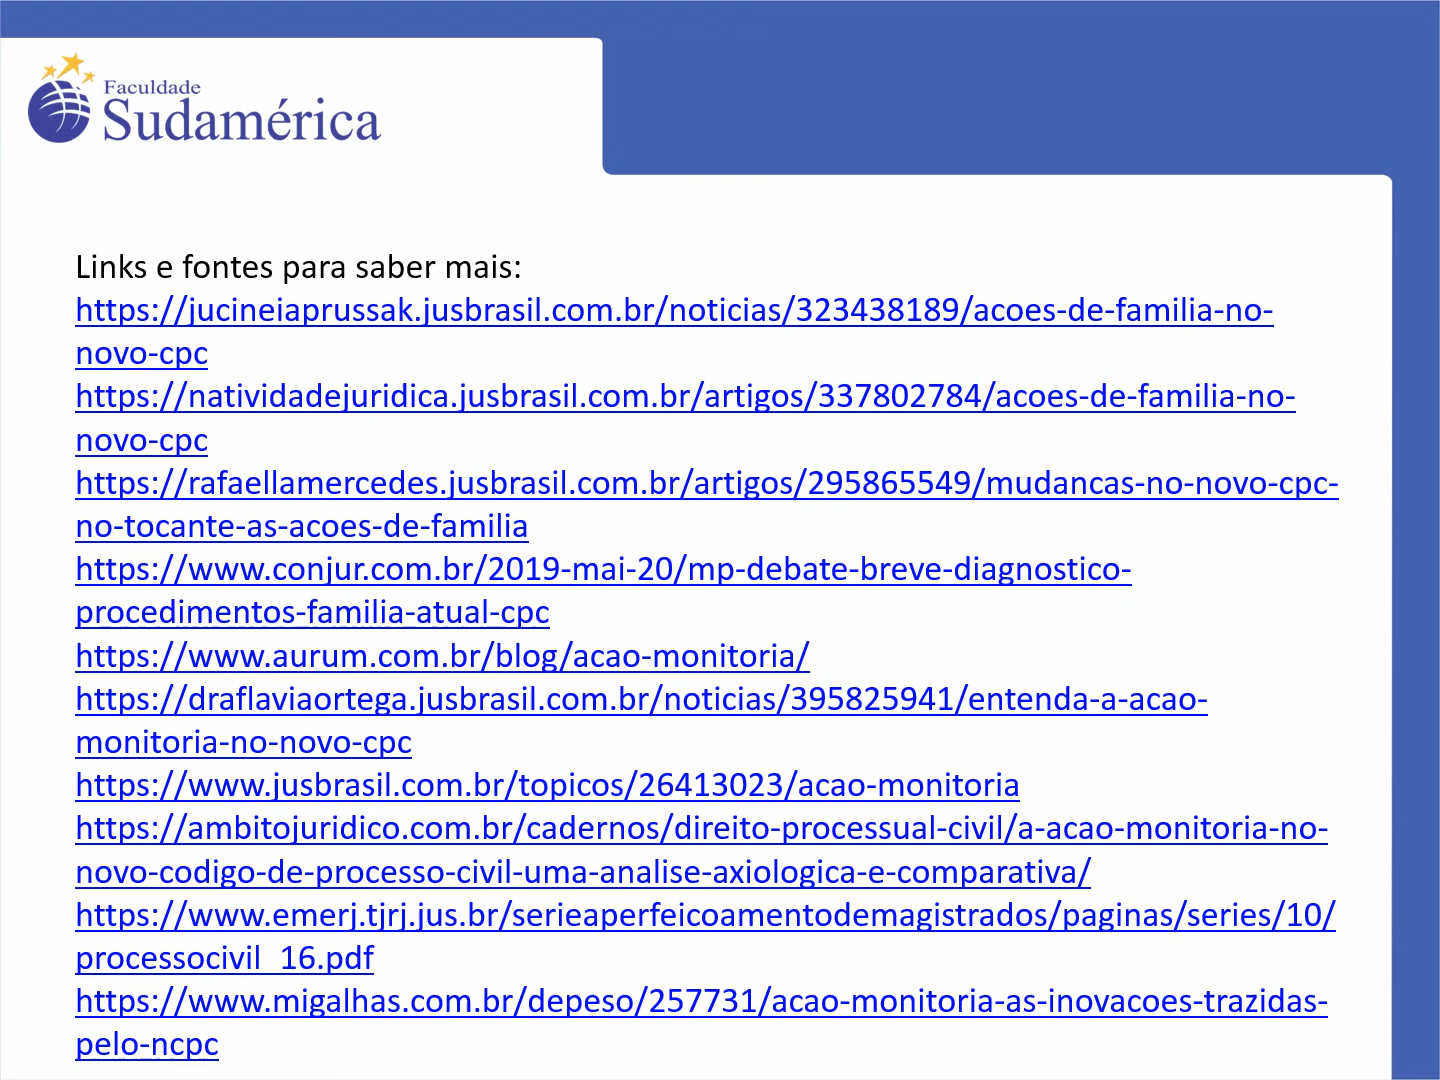 Faculdade
Sudamérica
Links e fontes para saber mais:
https://jucineiaprussak.jusbrasil.com.br/noticias/323438189/acoes-de-familia-no-
novo-cpc
https://natividadejuridica.jusbrasil.com.br/artigos/337802784/acoes-de-familia-no-
novo-cpc
https://rafaellamercedes.jusbrasil.com.br/artigos/295865549/mudancas-no-novo-cpc-
no-tocante-as-acoes-de-familia
https://www.conjur.com.br/2019-mai-20/mp-debate-breve-diagnostico-
procedimentos-familia-atual-cpc
https://www.aurum.com.br/blog/acao-monitoria/
https://draflaviaortega.jusbrasil.com.br/noticias/395825941/entenda-a-acao-
monitoria-no-novo-cpc
https://www.jusbrasil.com.br/topicos/26413023/acao-monitoria
https://ambitojuridico.com.br/cadernos/direito-processual-civil/a-acao-monitoria-no-
novo-codigo-de-processo-civil-uma-analise-axiologica-e-comparativa/
https://www.emerj.tjrj.jus.br/serieaperfeicoamentodemagistrados/paginas/series/10/
processocivil_16.pdf
https://www.migalhas.com.br/depeso/257731/acao-monitoria-as-inovacoes-trazidas-
pelo-ncpc